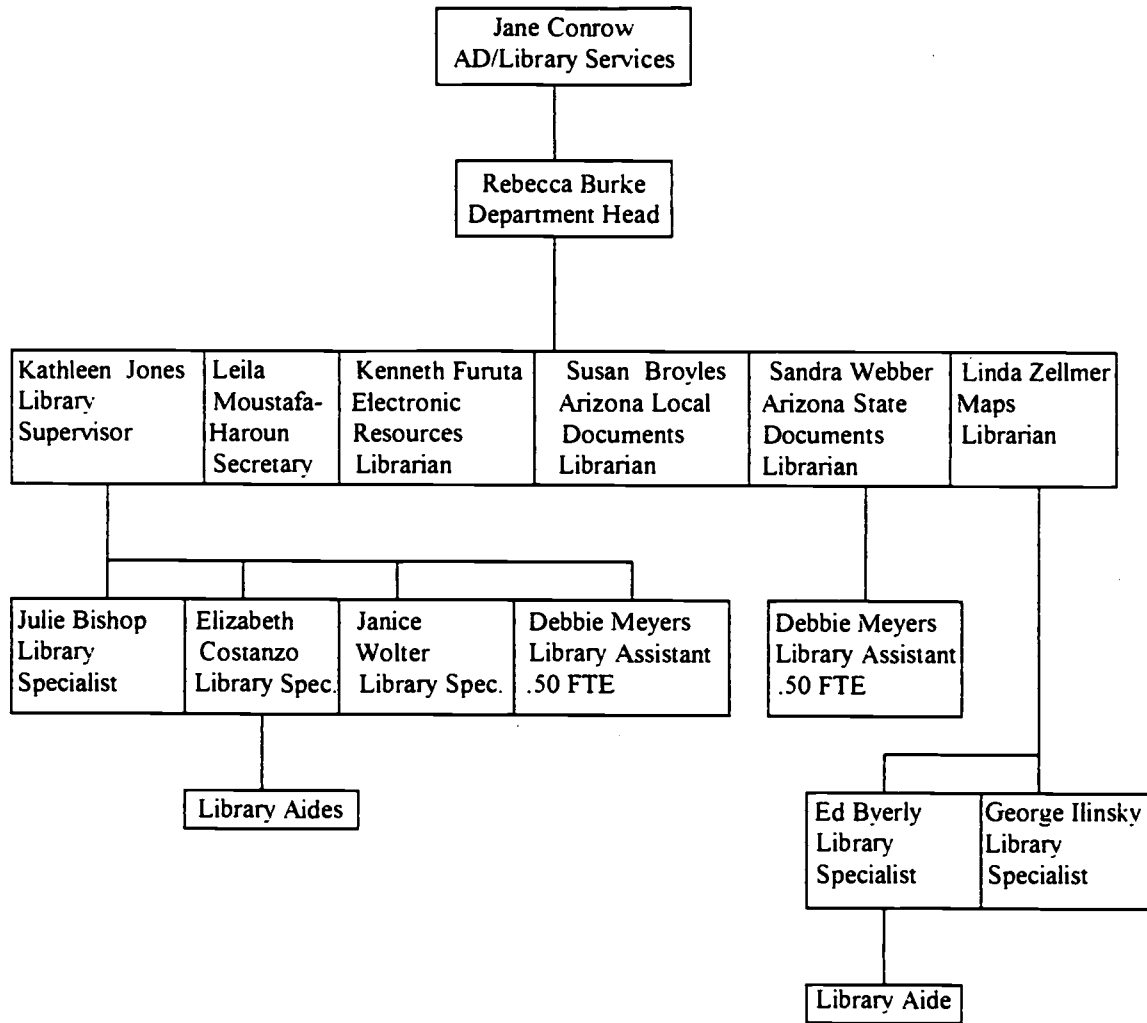 Jane Conrow
AD/Library Services
Rebecca Burke
Department Head
Kathleen Jones
Library
Supervisor
Leila
Moustafa-
Haroun
Secretary
Kenneth Furuta
Electronic
Resources
Librarian
Susan Broyles
Arizona Local
Documents
Librarian
Sandra Webber
Arizona State
Documents
Librarian
Linda Zellmer
Maps
Librarian
Julie Bishop
Library
Specialist
Elizabeth
Costanzo
Library Spec.
Janice
Wolter
Library Spec.
Debbie Meyers
Library Assistant
.50 FTE
Debbie Meyers
Library Assistant
.50 FTE
Library Aides
Ed Byerly
Library
Specialist
George Ilinsky
Library
Specialist
Library Aide